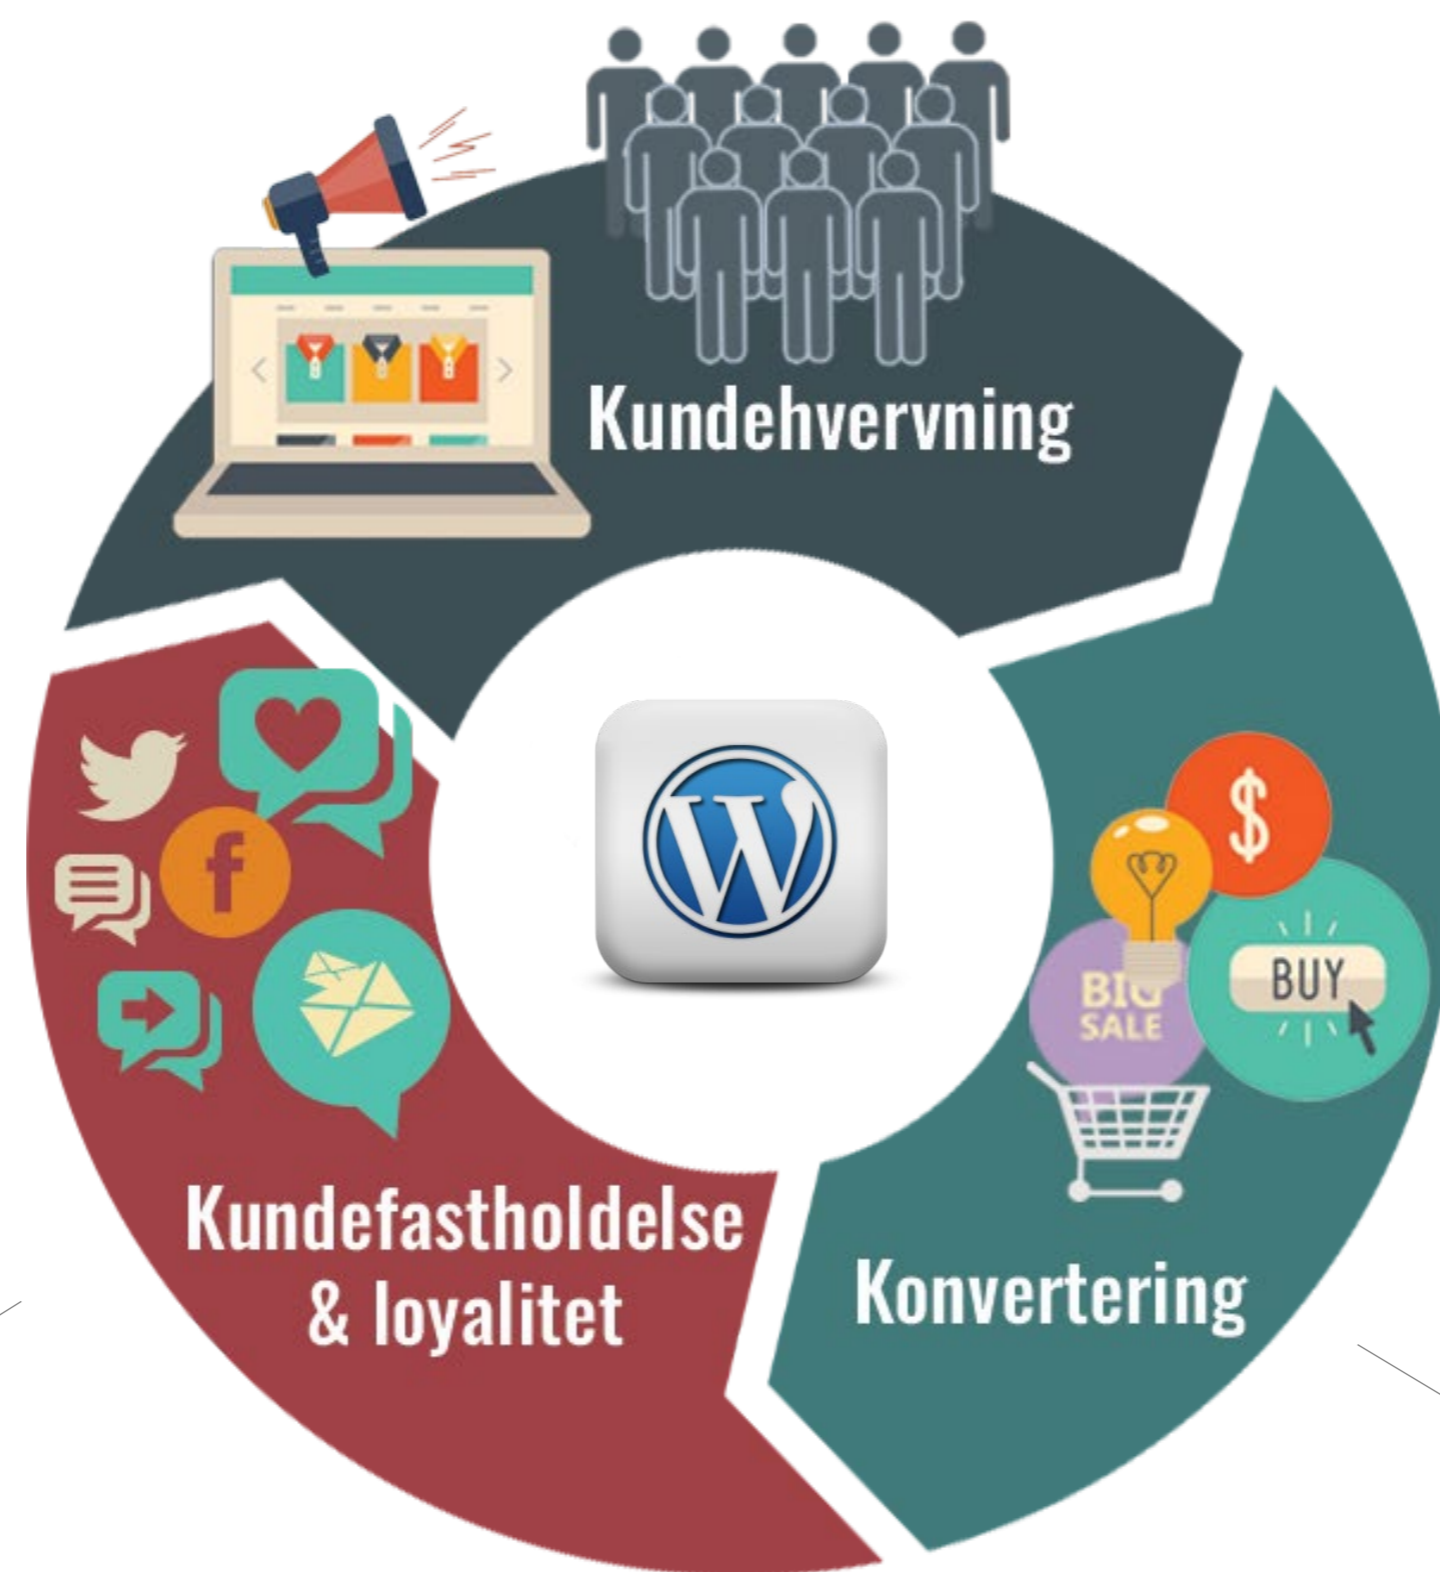 Kundehvervning
$
f
BIG
SALE
BUY
Kundefastholdelse
& loyalitet
Konvertering
W